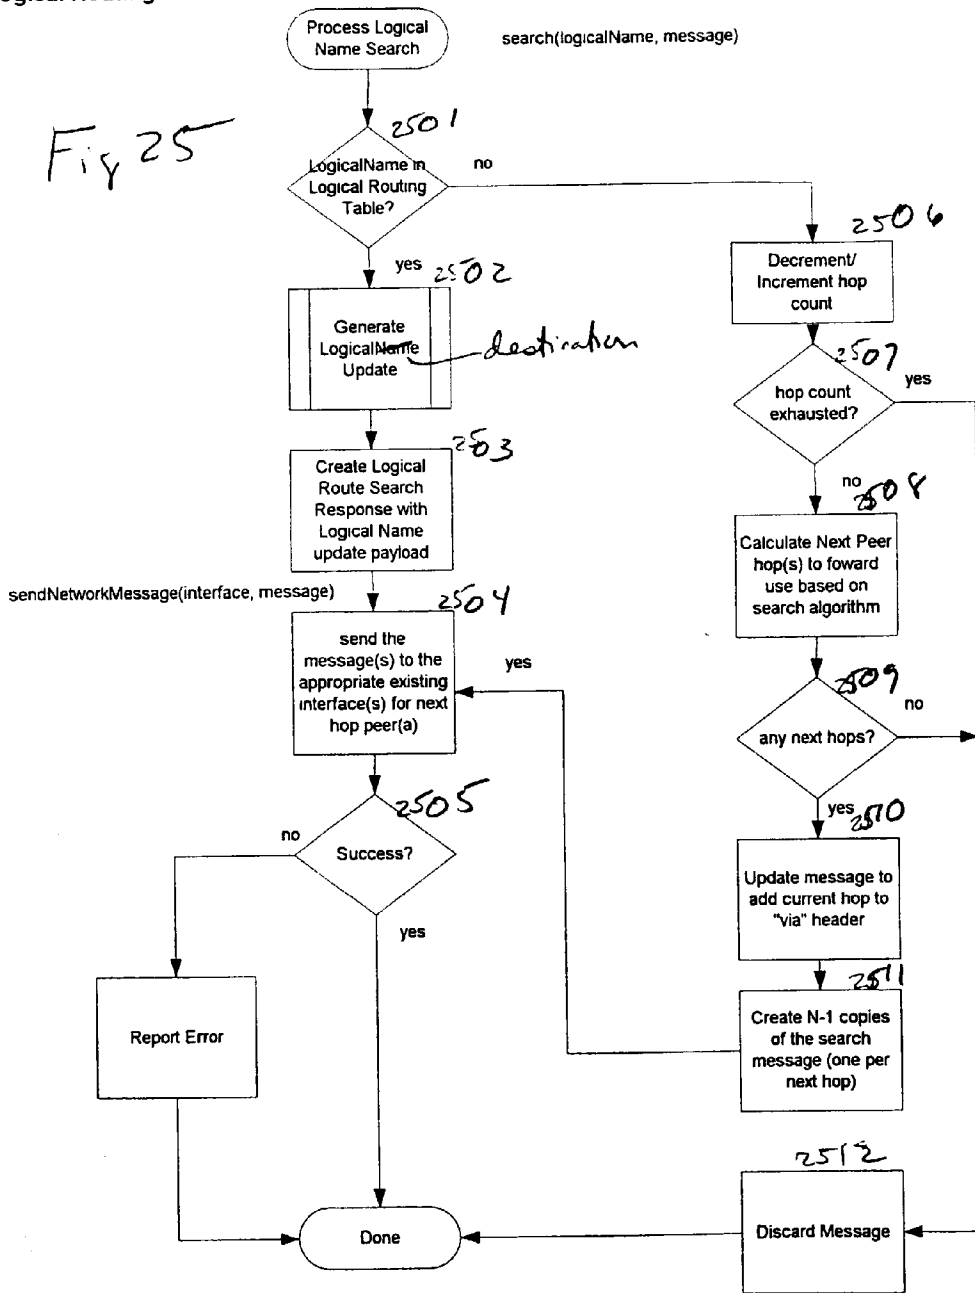 Process Logical
Name Search
search(logicalName, message)
Fig 25
2501
LogicalName in
Logical Routing
Table?
no
yes
2502
Generate
LogicalName
Update
destination
2503
Create Logical
Route Search
Response with
Logical Name
update payload
sendNetworkMessage(interface, message)
2504
send the
message(s) to the
appropriate existing
interface(s) for next
hop peer(a)
yes
2505
Success?
no
yes
Report Error
Done
2506
Decrement/
Increment hop
count
2507
hop count
exhausted?
yes
no
2508
Calculate Next Peer
hop(s) to foward
use based on
search algorithm
2509
any next hops?
no
yes
2510
Update message to
add current hop to
"via" header
2511
Create N-1 copies
of the search
message (one per
next hop)
2512
Discard Message